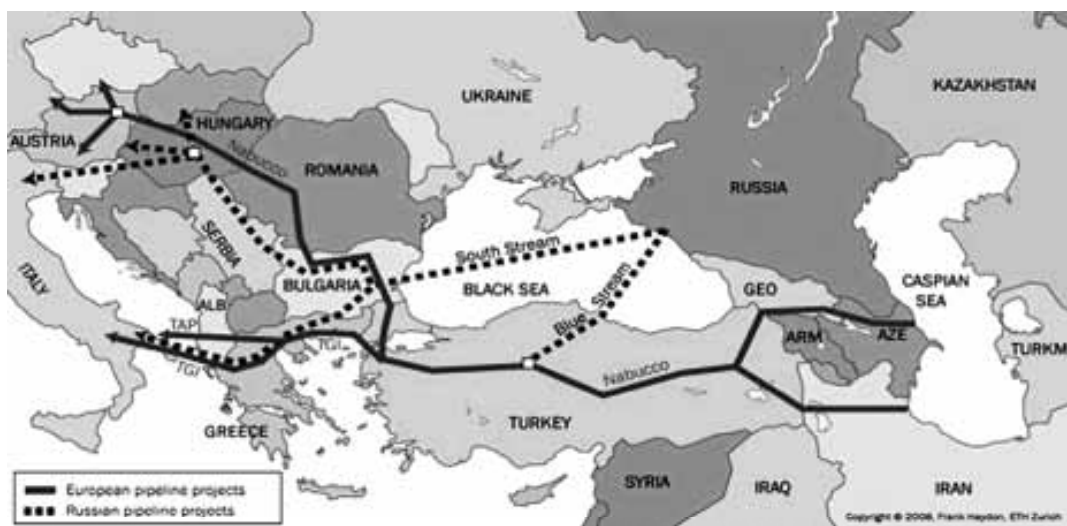 UKRAINE
KAZAKHSTAN
AUSTRIA
HUNGARY
Nabucco
ROMANIA
RUSSIA
SERBIA
South Stream
BULGARIA
BLACK SEA
Blue Stream
GEO
CASPIAN
SEA
ITALY
ALB
TAP
TGI
TGI
ARM
AZE
TURKM
Nabucco
GREECE
TURKEY
SYRIA
IRAQ
IRAN
European pipeline projects
Russian pipeline projects
Copyright © 2008, Frank Haydon, ETH Zurich